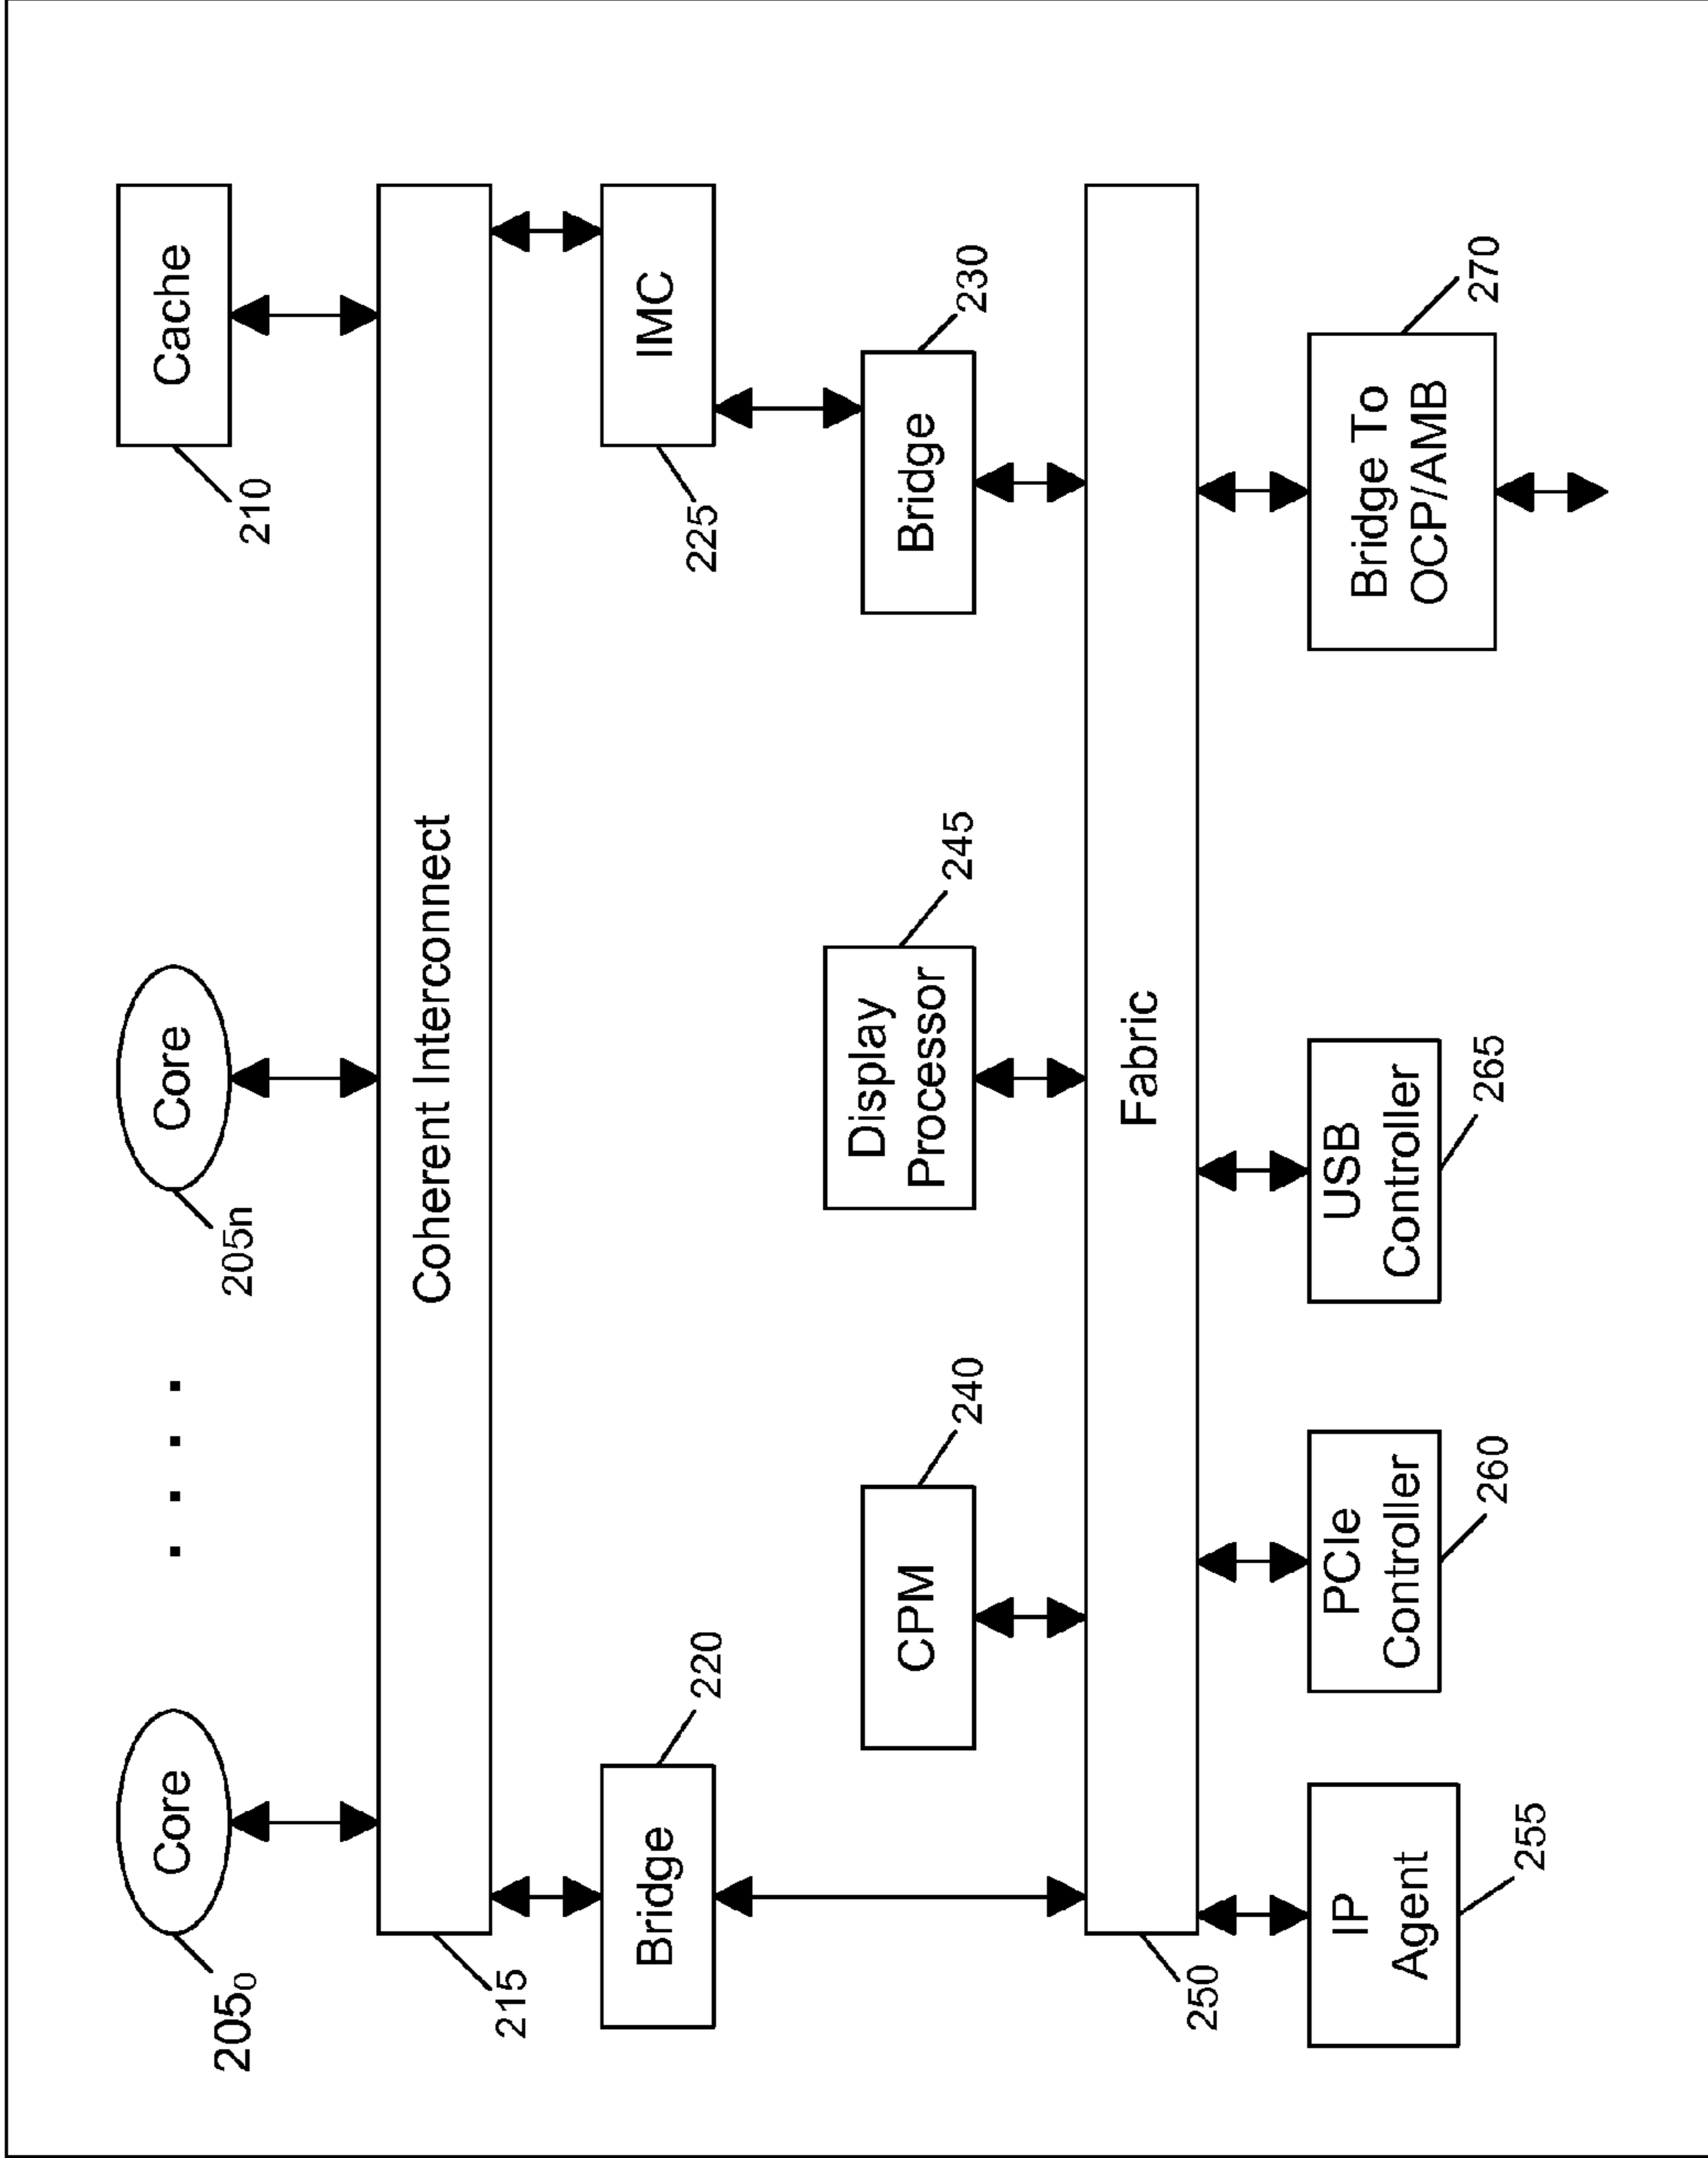 Core
Core
Cache
205₀
205n
210
Coherent Interconnect
215
Bridge
220
IMC
225
CPM
240
Display
Processor
245
Bridge
230
Fabric
250
IP
Agent
255
PCIe
Controller
260
USB
Controller
265
Bridge To
OCP/AMB
270